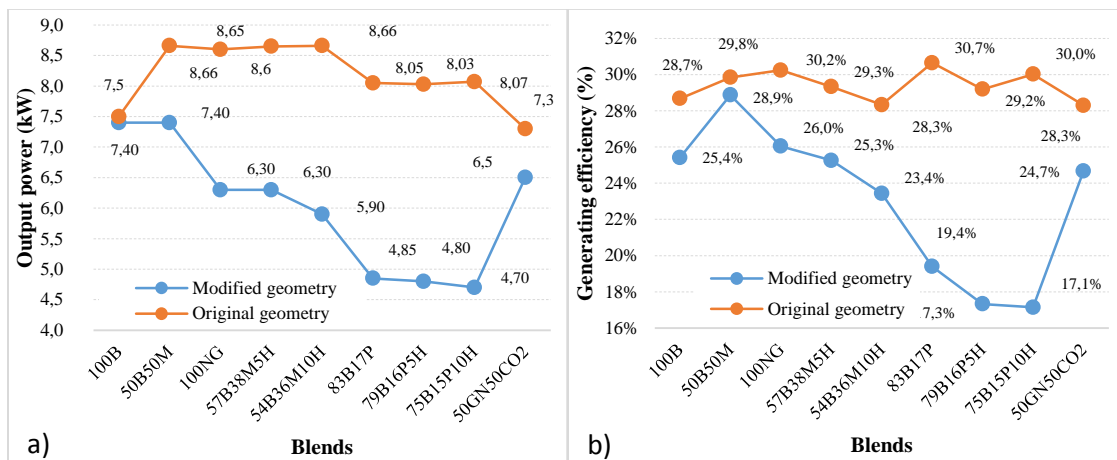 Output power (kW)
9,0
8,5
8,0
7,5
7,0
6,5
6,0
5,5
5,0
4,5
4,0
7,5
8,66
8,65
8,6
8,66
8,05
8,03
8,07
7,3
7,40
7,40
6,30
6,30
5,90
4,85
4,80
4,70
6,5
Modified geometry
Original geometry
100B
50B50M
100NG
57B38M5H
54B36M10H
83B17P
79B16P5H
75B15P10H
50GN50CO2
a)
Blends
Generating efficiency (%)
32%
30%
28%
26%
24%
22%
20%
18%
16%
28,7%
29,8%
30,2%
29,3%
28,3%
30,7%
29,2%
30,0%
28,3%
25,4%
28,9%
26,0%
25,3%
23,4%
19,4%
7,3%
17,1%
24,7%
Modified geometry
Original geometry
100B
50B50M
100NG
57B38M5H
54B36M10H
83B17P
79B16P5H
75B15P10H
50GN50CO2
b)
Blends